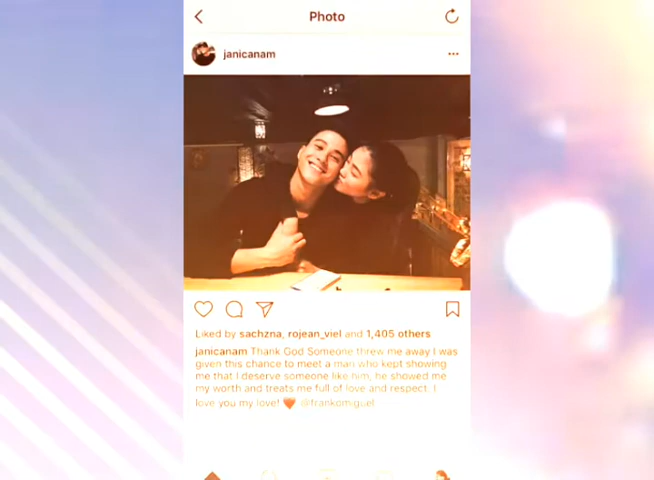 Photo
janicanam
Liked by sachzna, rojean_viel and 1,405 others
janicanam Thank God Someone threw me away I was
given this chance to meet a man who kept showing
me that I deserve someone like him, he showed me
my worth and treats me full of love and respect. I
love you my love! @frankomiguel